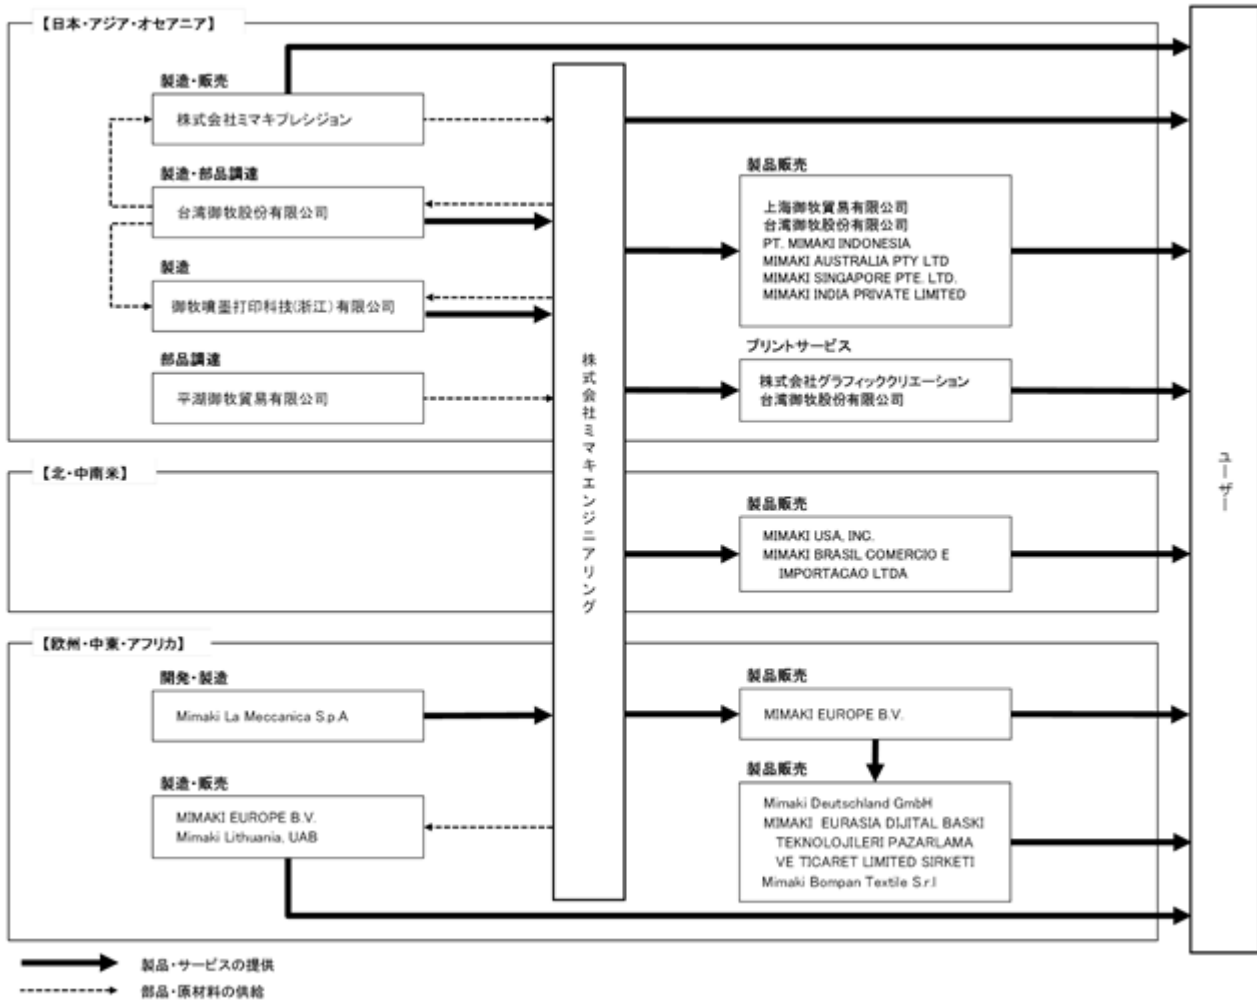 【日本・アジア・オセアニア】
製造・販売
株式会社ミマキプレシジョン
製造・部品調達
台湾御牧股份有限公司
製造
御牧噴墨打印科技(浙江)有限公司
部品調達
平湖御牧貿易有限公司
株式会社ミマキエンジニアリング
製品販売
上海御牧貿易有限公司
台湾御牧股份有限公司
PT. MIMAKI INDONESIA
MIMAKI AUSTRALIA PTY LTD
MIMAKI SINGAPORE PTE. LTD.
MIMAKI INDIA PRIVATE LIMITED
プリントサービス
株式会社グラフィッククリエーション
台湾御牧股份有限公司
ユーザー
【北・中南米】
製品販売
MIMAKI USA, INC.
MIMAKI BRASIL COMERCIO E
IMPORTACAO LTDA
【欧州・中東・アフリカ】
開発・製造
Mimaki La Meccanica S.p.A
製造・販売
MIMAKI EUROPE B.V.
Mimaki Lithuania, UAB
製品販売
MIMAKI EUROPE B.V.
製品販売
Mimaki Deutschland GmbH
MIMAKI EURASIA DIJITAL BASKI
TEKNOLOJILERI PAZARLAMA
VE TICARET LIMITED SIRKETI
Mimaki Bompan Textile S.r.l
製品・サービスの提供
部品・原材料の供給